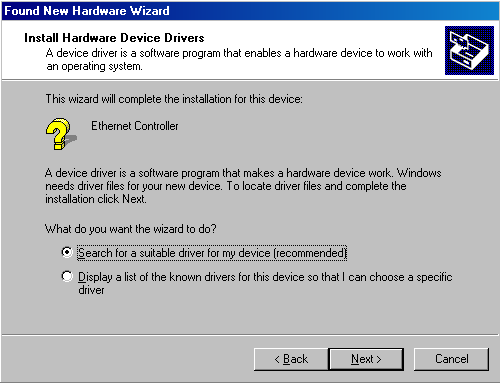 Found New Hardware Wizard
Install Hardware Device Drivers
A device driver is a software program that enables a hardware device to work with
an operating system.
This wizard will complete the installation for this device:
Ethernet Controller
A device driver is a software program that makes a hardware device work. Windows
needs driver files for your new device. To locate driver files and complete the
installation click Next.
What do you want the wizard to do?
Search for a suitable driver for my device (recommended)
Display a list of the known drivers for this device so that I can choose a specific
driver
< Back
Next >
Cancel